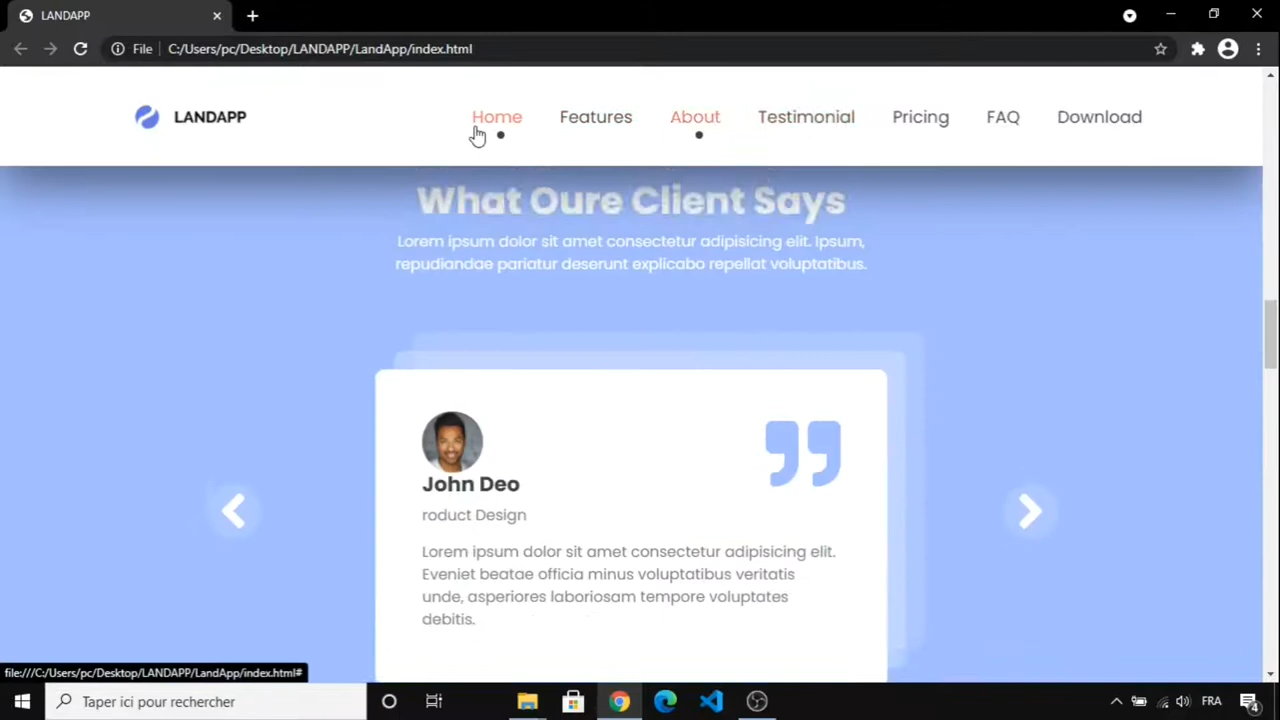 LANDAPP
File C:/Users/pc/Desktop/LANDAPP/LandApp/index.html
LANDAPP Home Features About Testimonial Pricing FAQ Download
What Oure Client Says
Lorem ipsum dolor sit amet consectetur adipisicing elit. Ipsum,
repudiandae pariatur deserunt explicabo repellat voluptatibus.
John Deo
roduct Design
Lorem ipsum dolor sit amet consectetur adipisicing elit.
Eveniet beatae officia minus voluptatibus veritatis
unde, asperiores laboriosam tempore voluptates
debitis.
file:///C:/Users/pc/Desktop/LANDAPP/LandApp/index.html#
Taper ici pour rechercher
FRA
4